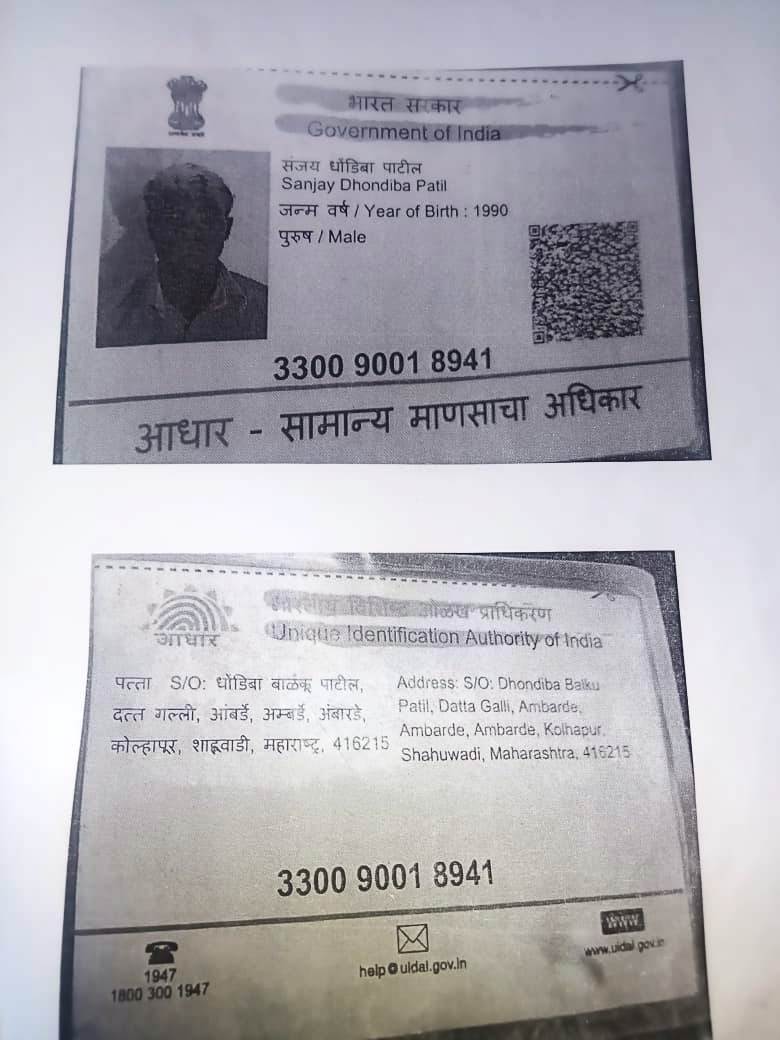 भारत सरकार
Government of India
संजय धोंडिबा पाटील
Sanjay Dhondiba Patil
जन्म वर्ष / Year of Birth : 1990
पुरुष / Male
3300 9001 8941
आधार - सामान्य माणसाचा अधिकार
भारतीय विशिष्ट ओळख प्राधिकरण
आधार
Unique Identification Authority of India
पत्ता S/O: धोंडिबा बाळकू पाटील,
दत्त गल्ली, आंबर्डे, अम्बर्डे, अंबारडे,
कोल्हापूर, शाहूवाडी, महाराष्ट्र, 416215
Address: S/O: Dhondiba Balku
Patil, Datta Galli, Ambarde,
Ambarde, Ambarde, Kolhapur,
Shahuwadi, Maharashtra, 416215
3300 9001 8941
1947
1800 300 1947
help@uidai.gov.in
www.uidai.gov.in